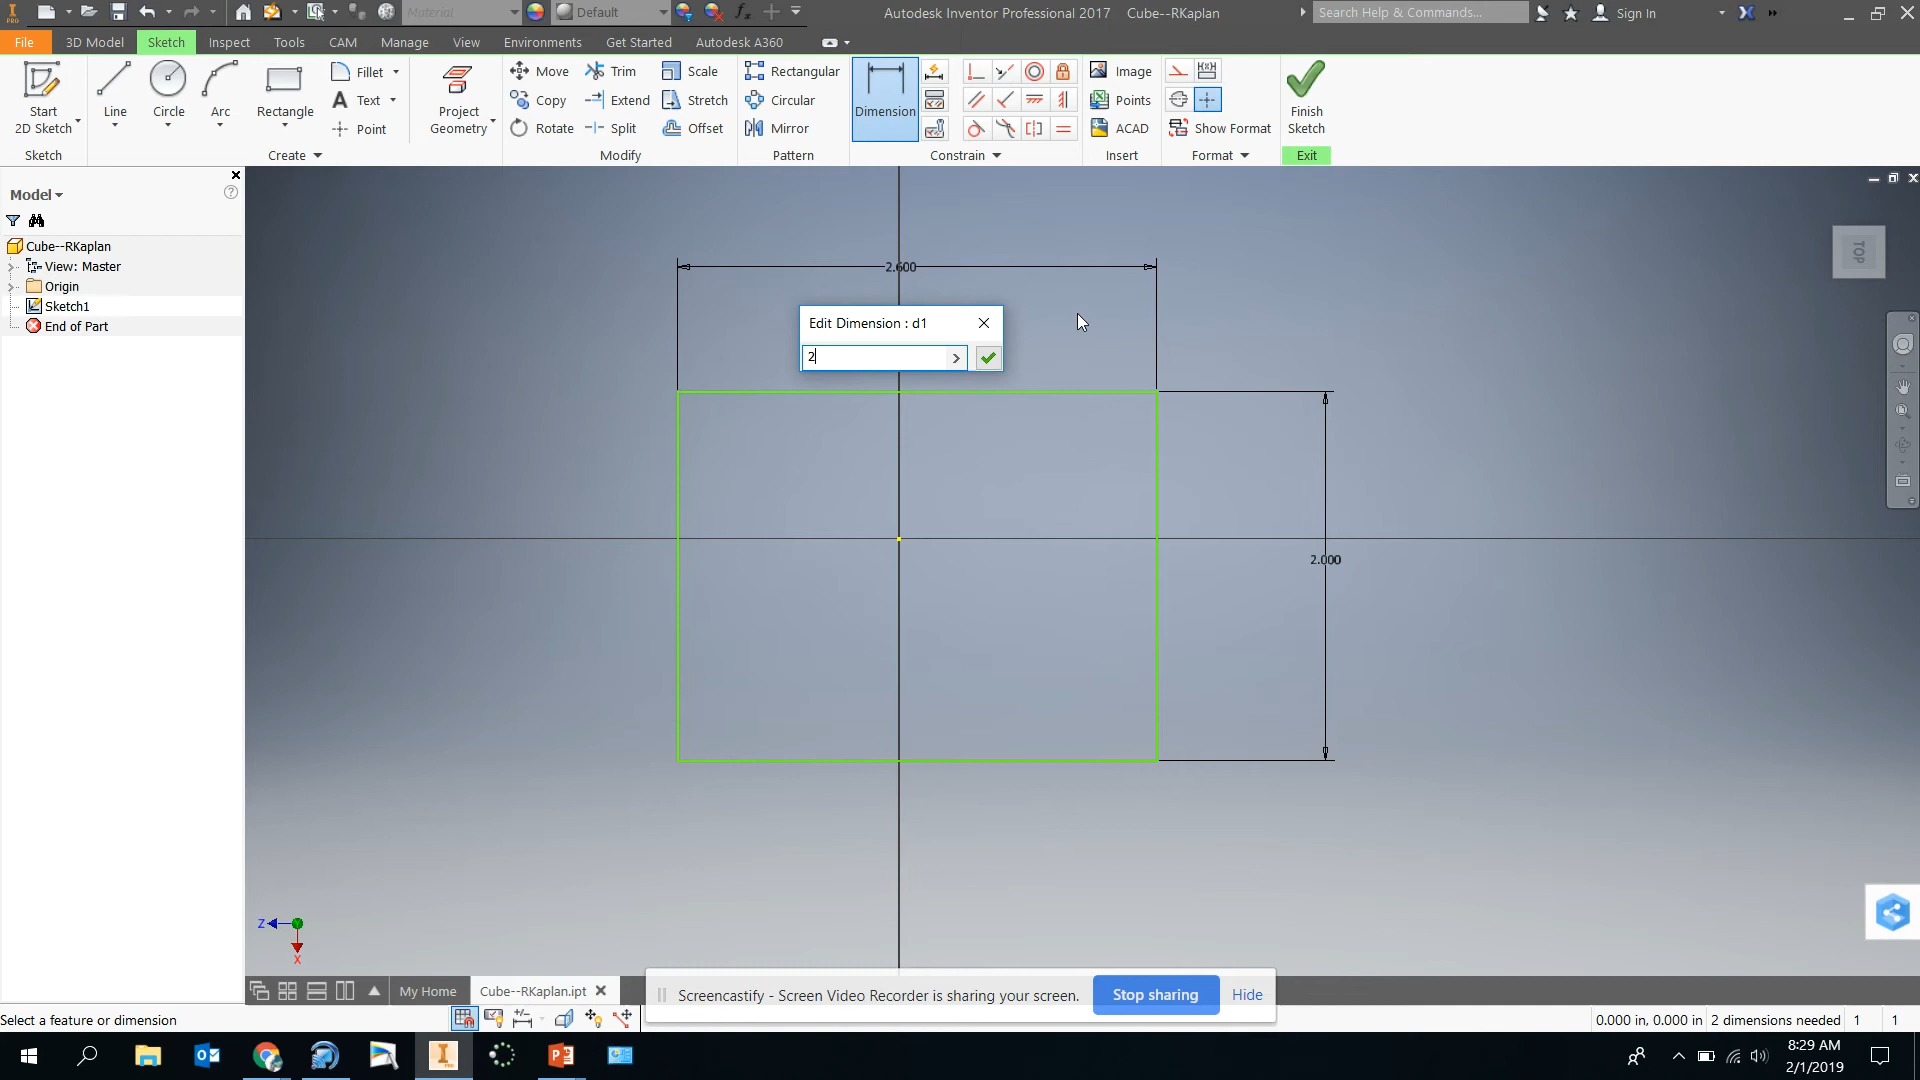 Material
Default
fx
Autodesk Inventor Professional 2017 Cube--RKaplan
Search Help & Commands...
Sign In
PRO
File 3D Model Sketch Inspect Tools CAM Manage View Environments Get Started Autodesk A360
Start
2D Sketch
Line
Circle
Arc
Rectangle
Fillet
Text
Point
Project
Geometry
Move
Copy
Rotate
Trim
Extend
Split
Scale
Stretch
Offset
Rectangular
Circular
Mirror
Dimension
Image
Points
ACAD
Show Format
Finish
Sketch
Sketch
Create
Modify
Pattern
Constrain
Insert
Format
Exit
Model
Cube--RKaplan
View: Master
Origin
Sketch1
End of Part
2.600
Edit Dimension : d1
2
2.000
TOP
Z
X
My Home
Cube--RKaplan.ipt
Screencastify - Screen Video Recorder is sharing your screen.
Stop sharing
Hide
Select a feature or dimension
0.000 in, 0.000 in 2 dimensions needed 1 1
8:29 AM
2/1/2019